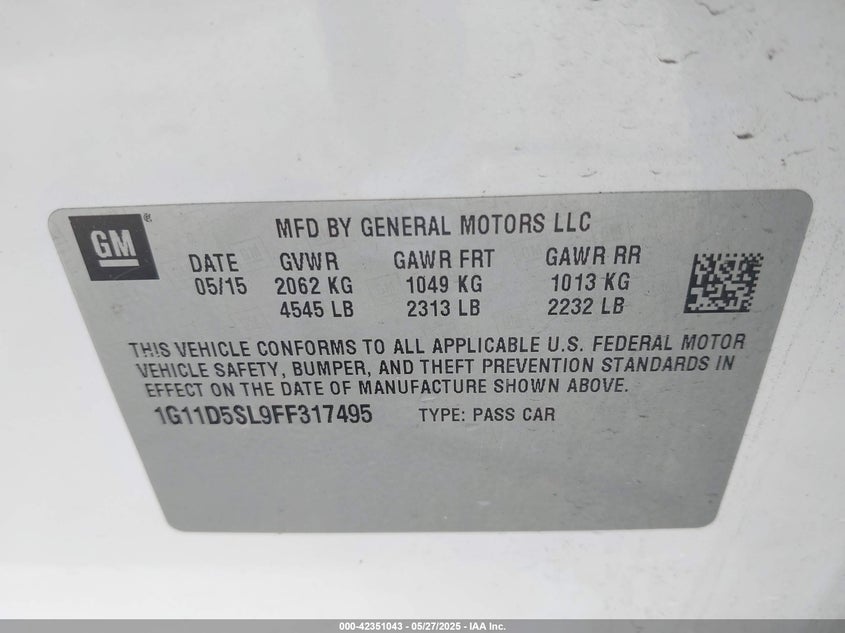 GM®
MFD BY GENERAL MOTORS LLC
DATE GVWR GAWR FRT GAWR RR
05/15 2062 KG 1049 KG 1013 KG
4545 LB 2313 LB 2232 LB
THIS VEHICLE CONFORMS TO ALL APPLICABLE U.S. FEDERAL MOTOR
VEHICLE SAFETY, BUMPER, AND THEFT PREVENTION STANDARDS IN
EFFECT ON THE DATE OF MANUFACTURE SHOWN ABOVE.
1G11D5SL9FF317495 TYPE: PASS CAR
000-42351043 / 05/27/2025 - IAA Inc.